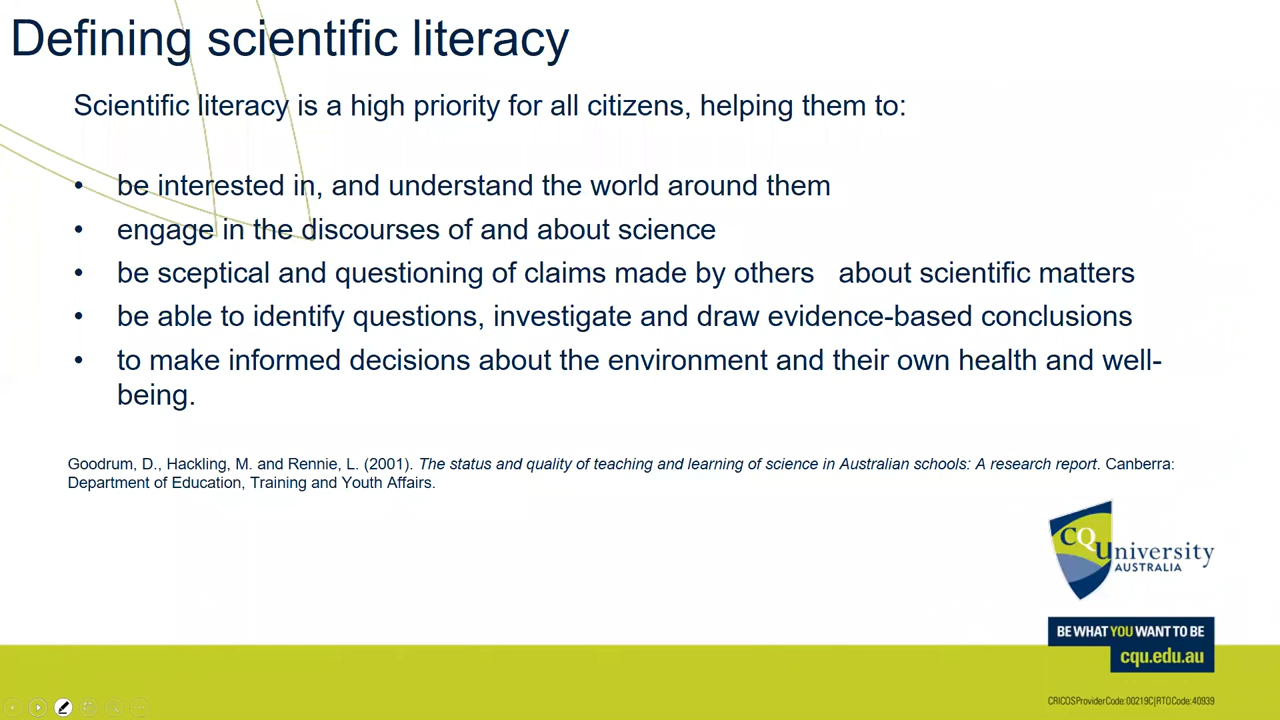 Defining scientific literacy
Scientific literacy is a high priority for all citizens, helping them to:
• be interested in, and understand the world around them
• engage in the discourses of and about science
• be sceptical and questioning of claims made by others about scientific matters
• be able to identify questions, investigate and draw evidence-based conclusions
• to make informed decisions about the environment and their own health and well-
being.
Goodrum, D., Hackling, M. and Rennie, L. (2001). The status and quality of teaching and learning of science in Australian schools: A research report. Canberra:
Department of Education, Training and Youth Affairs.
CQUniversity
AUSTRALIA
BE WHAT YOU WANT TO BE
cqu.edu.au
CRICOS Provider Code: 00219C | RTO Code: 40939